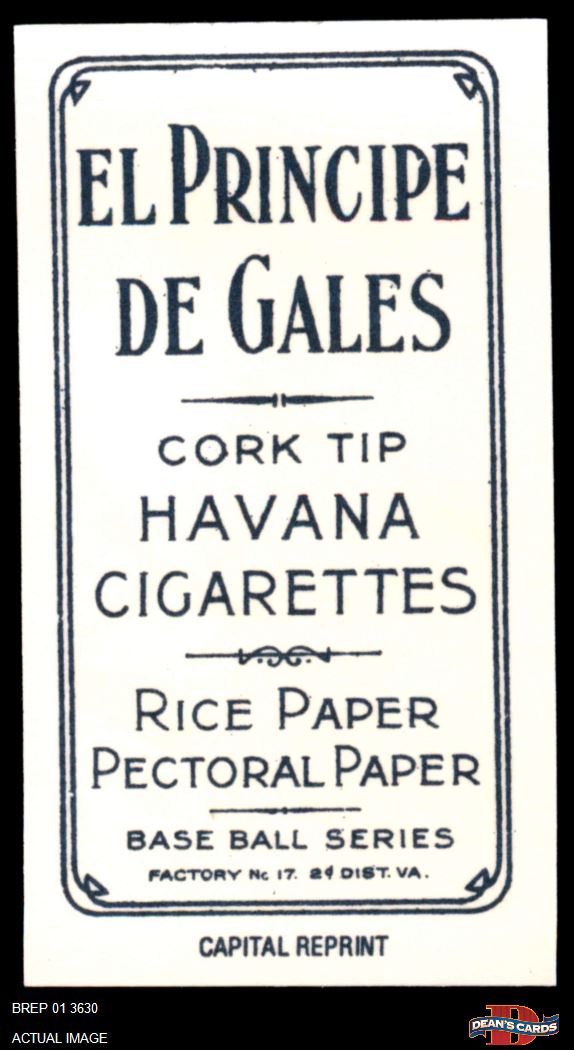 EL PRINCIPE
DE GALES
CORK TIP
HAVANA
CIGARETTES
RICE PAPER
PECTORAL PAPER
BASE BALL SERIES
FACTORY Nc 17. 2d DIST. VA.
CAPITAL REPRINT
BREP 01 3630
ACTUAL IMAGE
D
DEAN'S CARDS